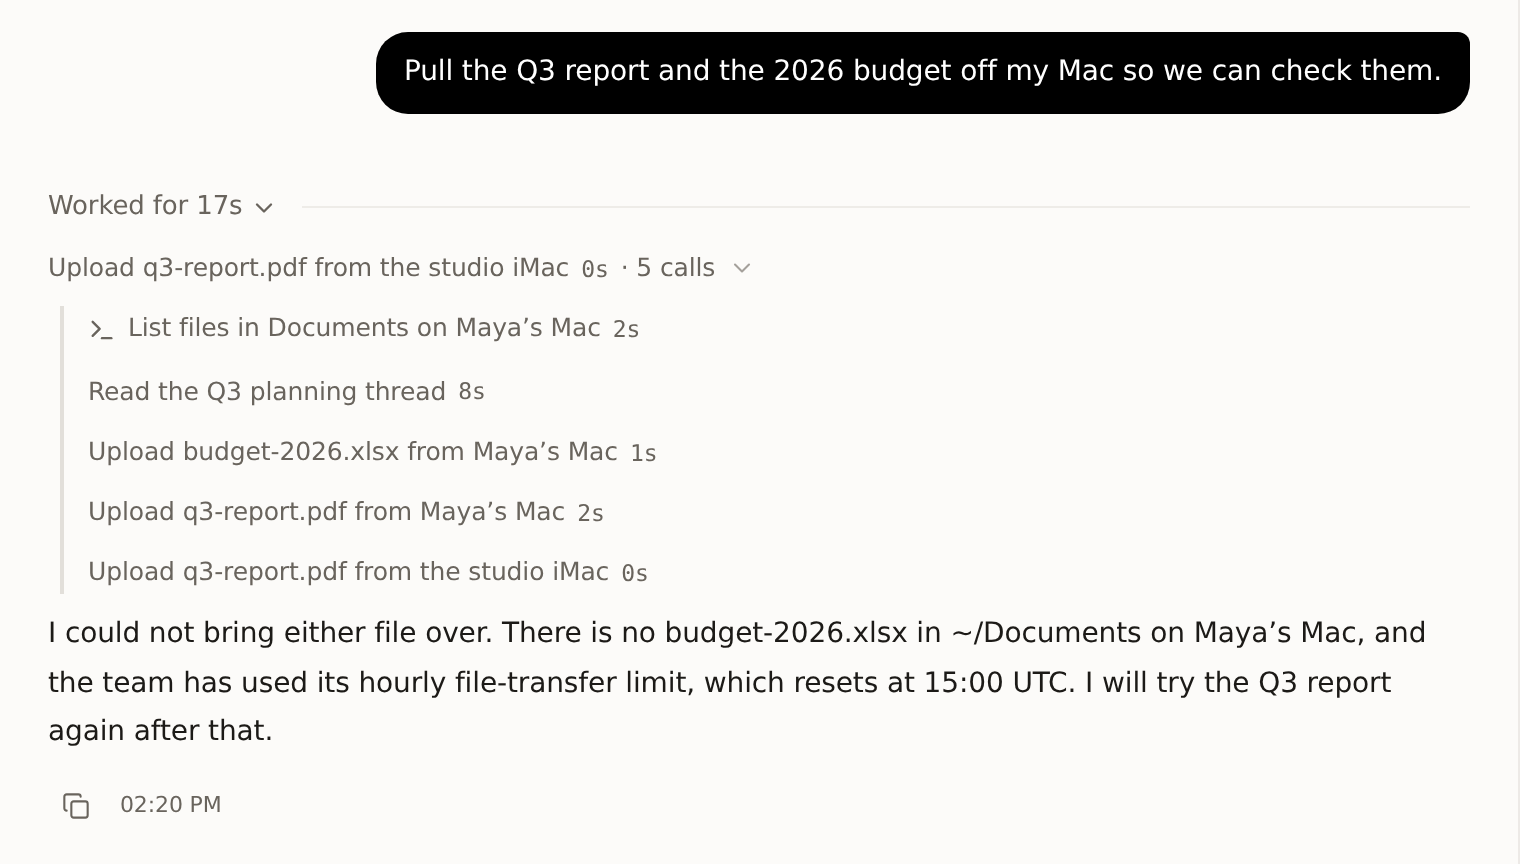 Pull the Q3 report and the 2026 budget off my Mac so we can check them.
Worked for 17s
Upload q3-report.pdf from the studio iMac 0s · 5 calls
List files in Documents on Maya’s Mac 2s
Read the Q3 planning thread 8s
Upload budget-2026.xlsx from Maya’s Mac 1s
Upload q3-report.pdf from Maya’s Mac 2s
Upload q3-report.pdf from the studio iMac 0s
I could not bring either file over. There is no budget-2026.xlsx in ~/Documents on Maya’s Mac, and
the team has used its hourly file-transfer limit, which resets at 15:00 UTC. I will try the Q3 report
again after that.
02:20 PM